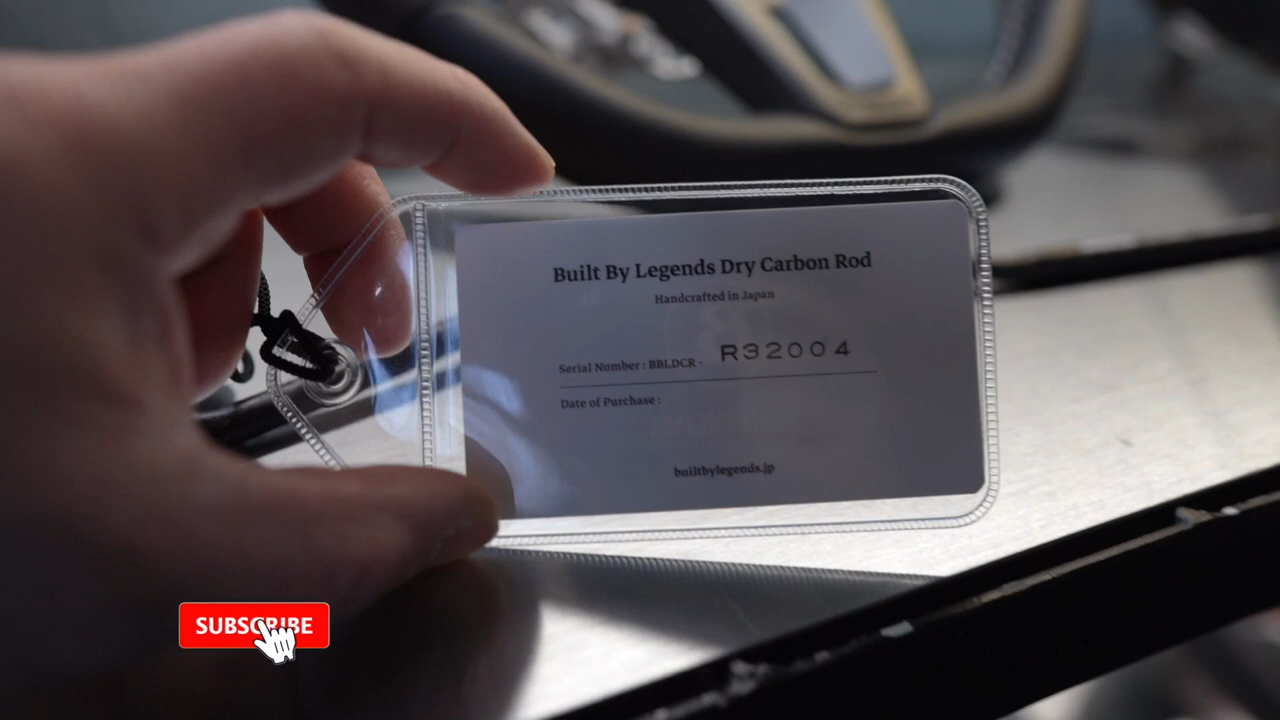 Built By Legends Dry Carbon Rod
Handcrafted in Japan
Serial Number : BBLDCR - R32004
Date of Purchase :
builtbylegends.jp
SUBSCRIBE